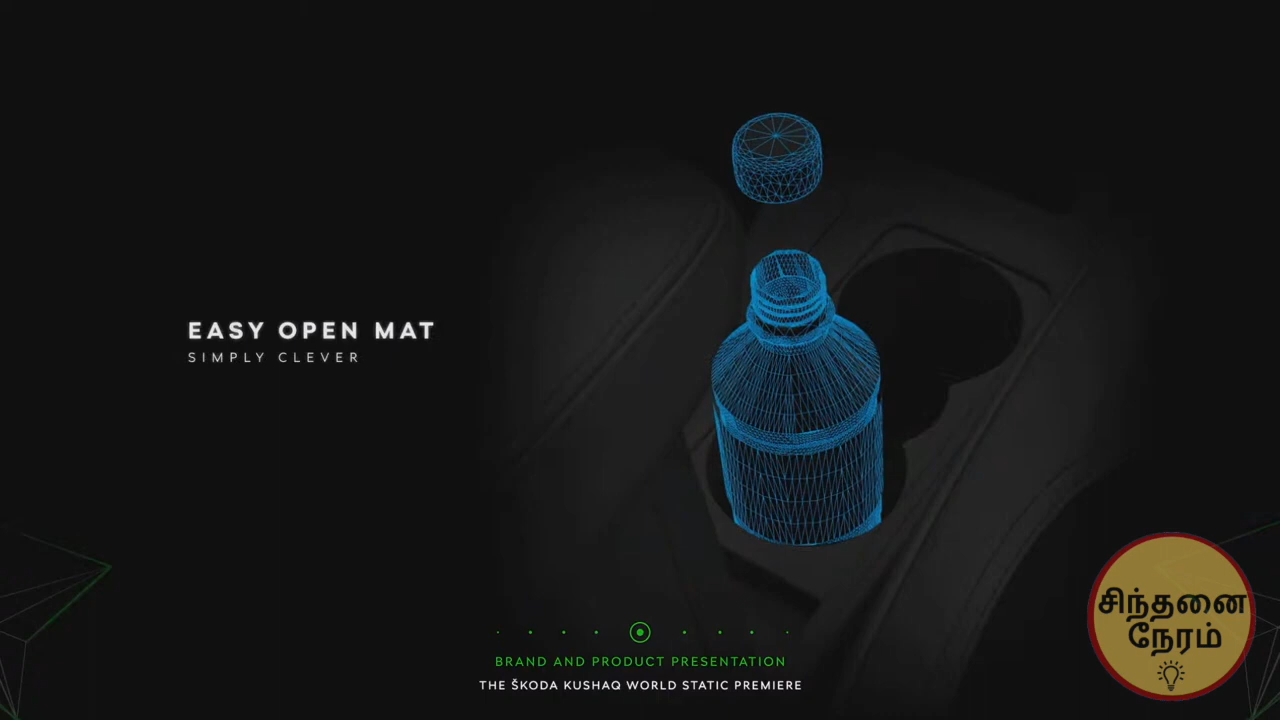 EASY OPEN MAT
SIMPLY CLEVER
BRAND AND PRODUCT PRESENTATION
THE ŠKODA KUSHAQ WORLD STATIC PREMIERE
சிந்தனை
நேரம்